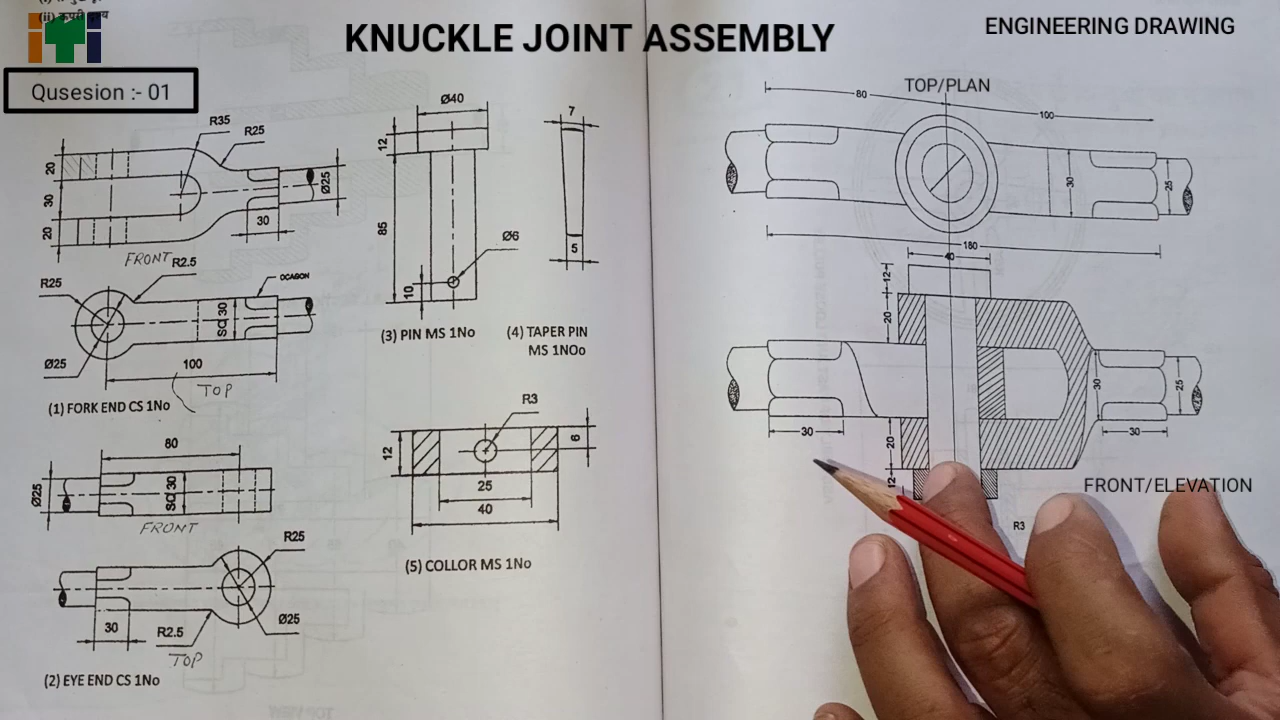 (ii) रूपरी दृश्य
iTi
KNUCKLE JOINT ASSEMBLY
ENGINEERING DRAWING
Qusesion :- 01
R35
R25
20
30
20
30
Ø25
FRONT
R25
R2.5
OCAGON
SQ 30
Ø25
100
TOP
(1) FORK END CS 1No
80
Ø25
SQ 30
FRONT
R25
30
R2.5
Ø25
TOP
(2) EYE END CS 1No
Ø40
12
85
Ø6
10
(3) PIN MS 1No
7
5
(4) TAPER PIN
MS 1NOo
R3
12
6
25
40
(5) COLLOR MS 1No
TOP/PLAN
80
100
30
25
180
40
12
20
30
25
30
20
30
12
FRONT/ELEVATION
R3